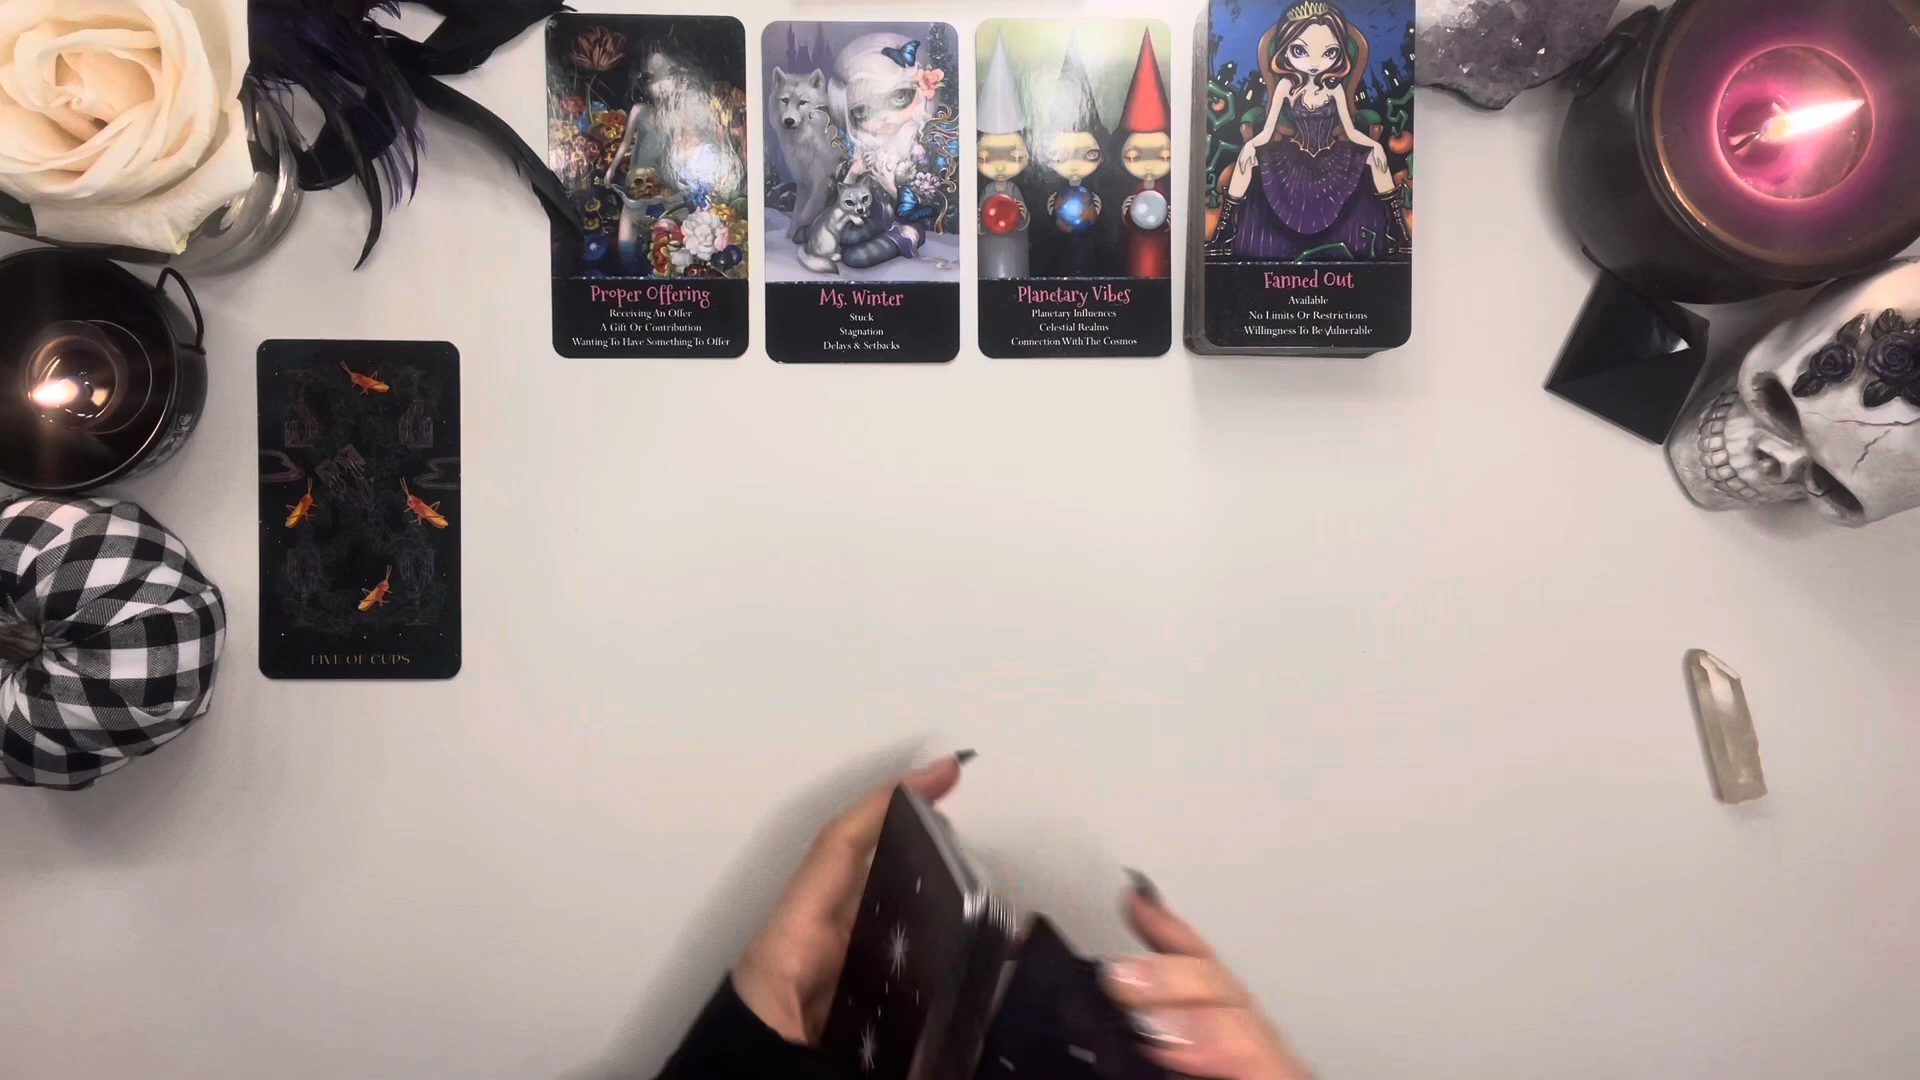 Proper Offering
Receiving An Offer
A Gift Or Contribution
Wanting To Have Something To Offer
Ms. Winter
Stuck
Stagnation
Delays & Setbacks
Planetary Vibes
Planetary Influences
Celestial Realms
Connection With The Cosmos
Fanned Out
Available
No Limits Or Restrictions
Willingness To Be Vulnerable
FIVE OF CUPS